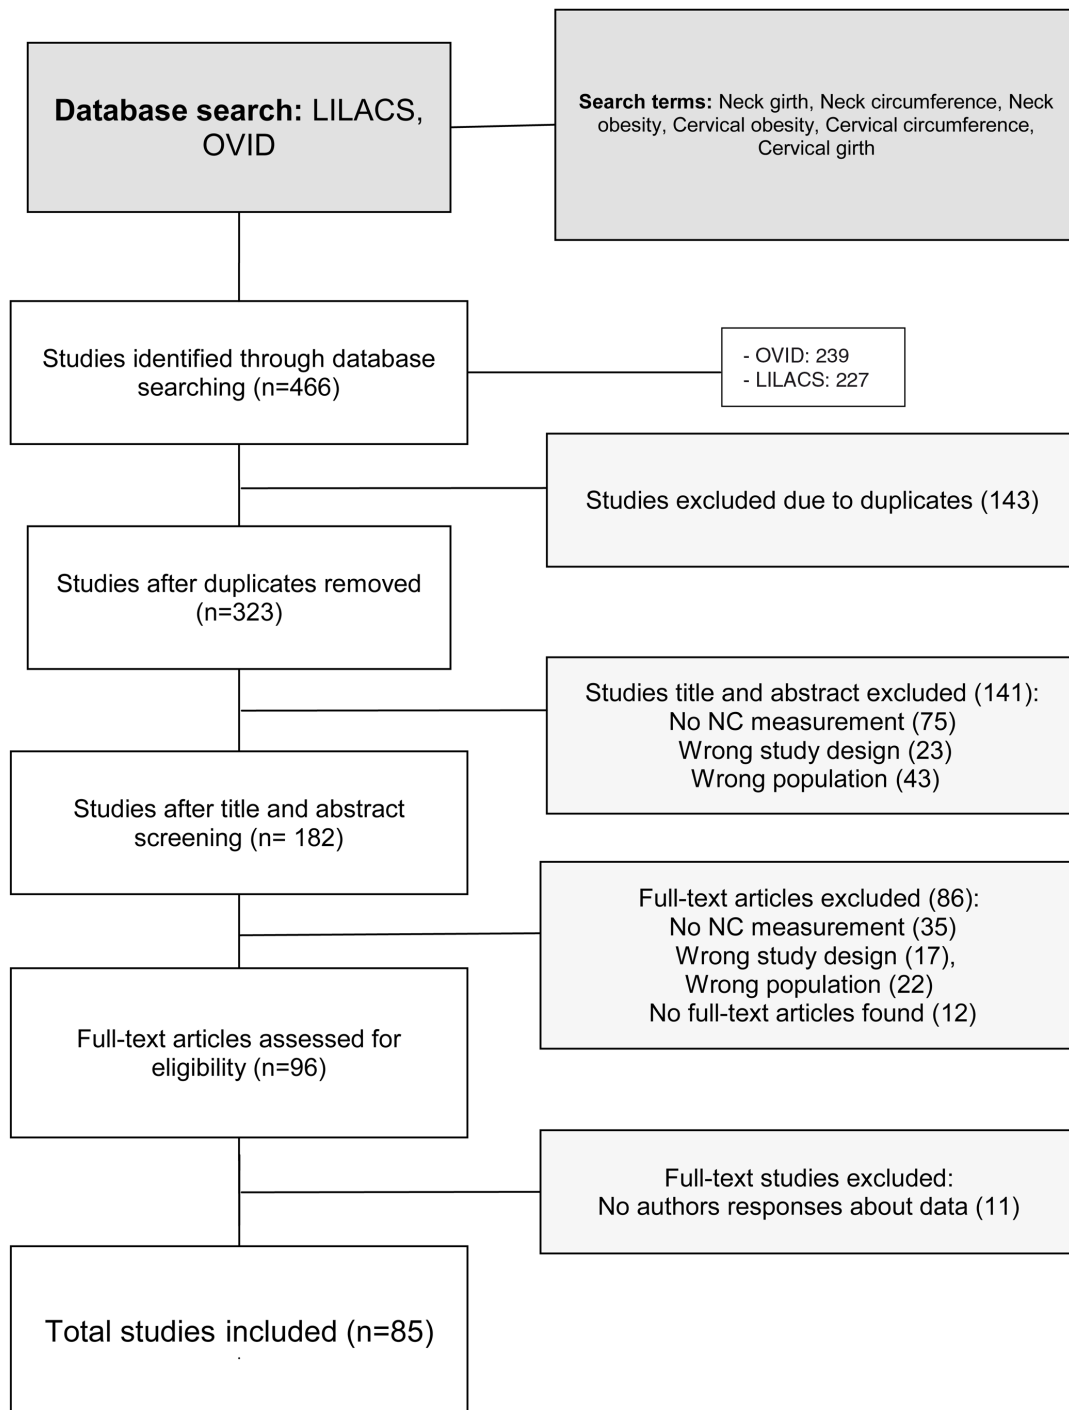 Database search: LILACS,
OVID
Search terms: Neck girth, Neck circumference, Neck
obesity, Cervical obesity, Cervical circumference,
Cervical girth
Studies identified through database
searching (n=466)
- OVID: 239
- LILACS: 227
Studies excluded due to duplicates (143)
Studies after duplicates removed
(n=323)
Studies title and abstract excluded (141):
No NC measurement (75)
Wrong study design (23)
Wrong population (43)
Studies after title and abstract
screening (n= 182)
Full-text articles excluded (86):
No NC measurement (35)
Wrong study design (17),
Wrong population (22)
No full-text articles found (12)
Full-text articles assessed for
eligibility (n=96)
Full-text studies excluded:
No authors responses about data (11)
Total studies included (n=85)
.